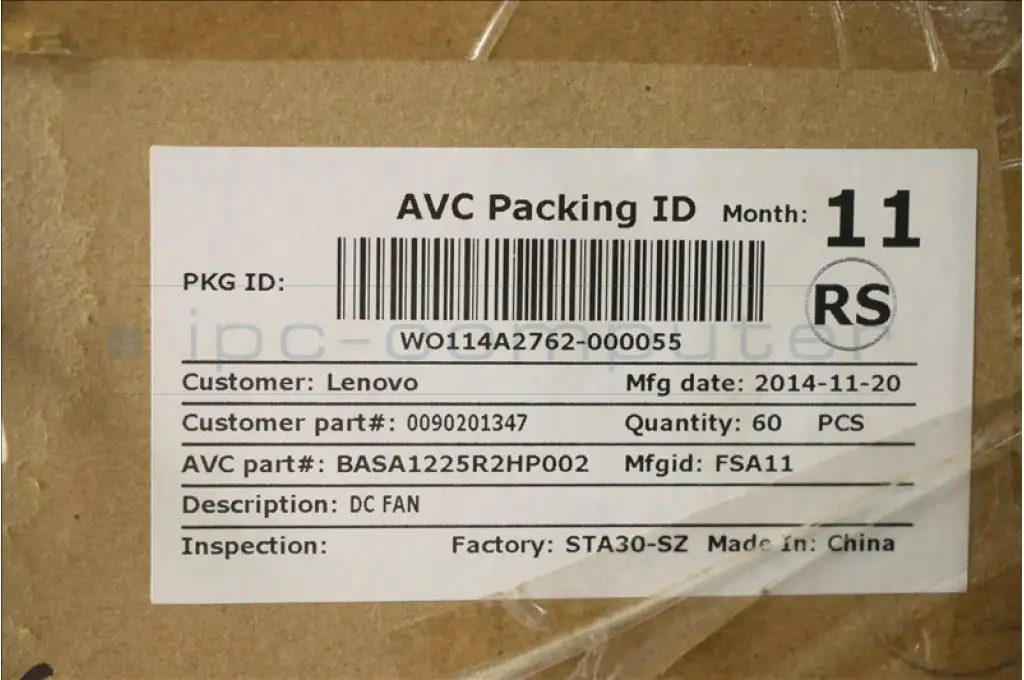 AVC Packing ID Month: 11
PKG ID:
RS
WO114A2762-000055
ipc-computer
Customer: Lenovo Mfg date: 2014-11-20
Customer part#: 0090201347 Quantity: 60 PCS
AVC part#: BASA1225R2HP002 Mfgid: FSA11
Description: DC FAN
Inspection: Factory: STA30-SZ Made In: China